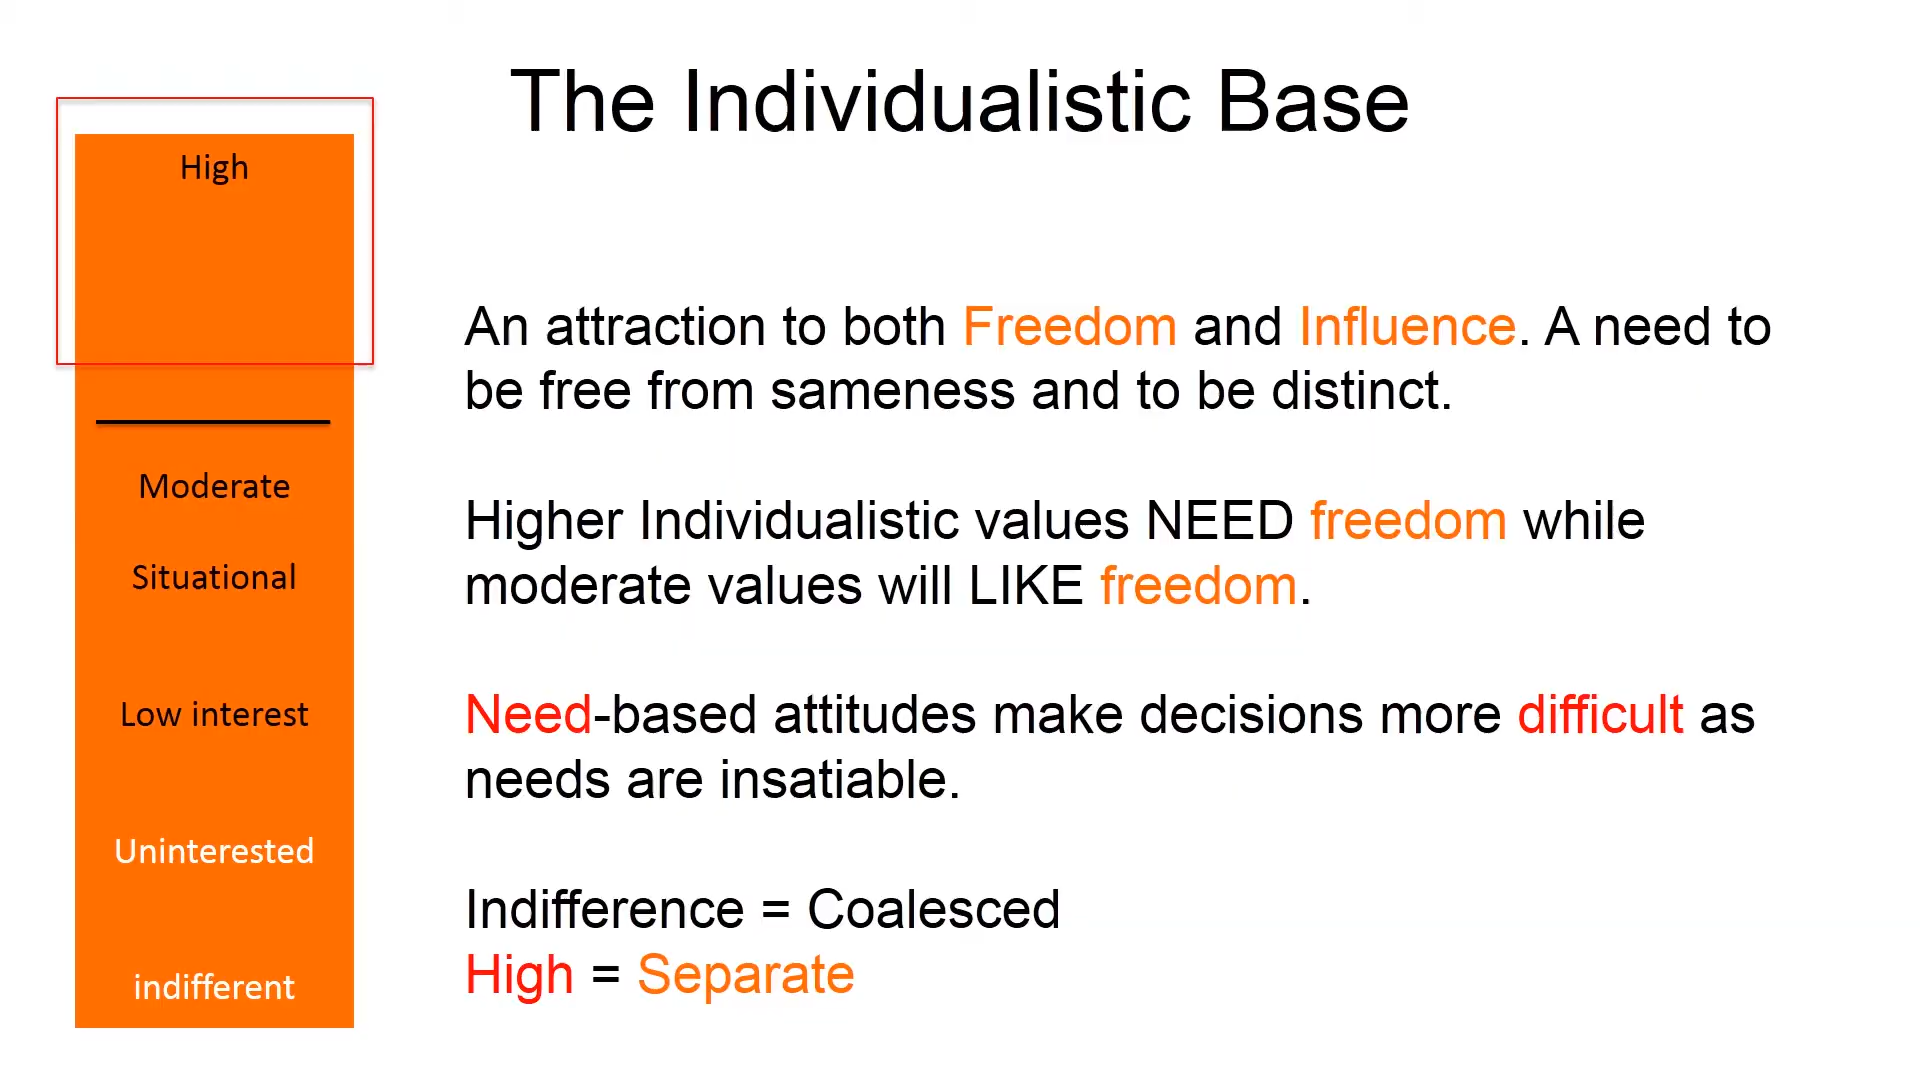 The Individualistic Base
High
Moderate
Situational
Low interest
Uninterested
indifferent
An attraction to both Freedom and Influence. A need to
be free from sameness and to be distinct.
Higher Individualistic values NEED freedom while
moderate values will LIKE freedom.
Need-based attitudes make decisions more difficult as
needs are insatiable.
Indifference = Coalesced
High = Separate